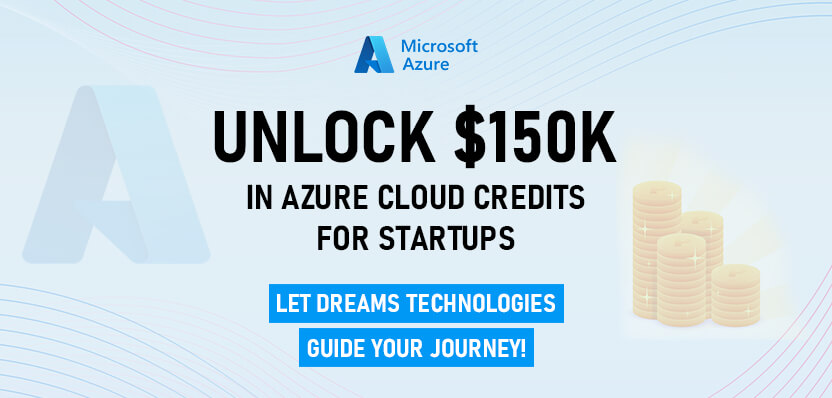 Microsoft
Azure
UNLOCK $150K
IN AZURE CLOUD CREDITS
FOR STARTUPS
LET DREAMS TECHNOLOGIES
GUIDE YOUR JOURNEY!